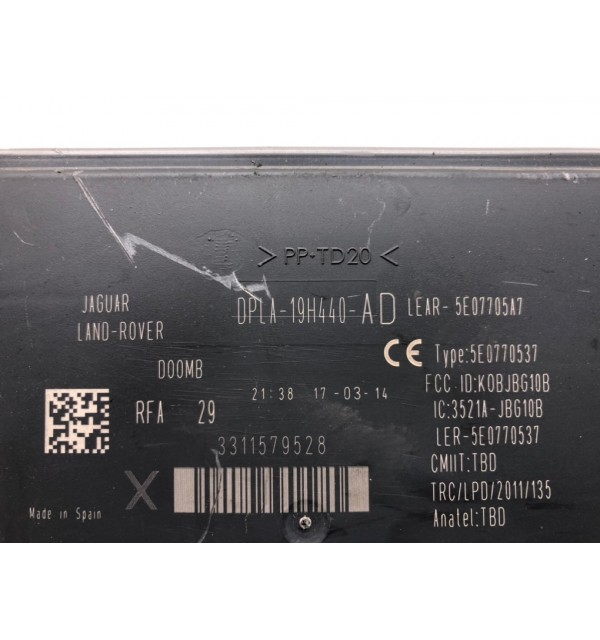 > PP-TD20 <
JAGUAR
LAND-ROVER
DPLA-19H440-AD
LEAR- 5E07705A7
DOOMB
21:38 17-03-14
RFA 29
3311579528
X
Made in Spain
CE Type:5E0770537
FCC ID:KOBJBG10B
IC:3521A-JBG10B
LER-5E0770537
CMIIT:TBD
TRC/LPD/2011/135
Anatel:TBD